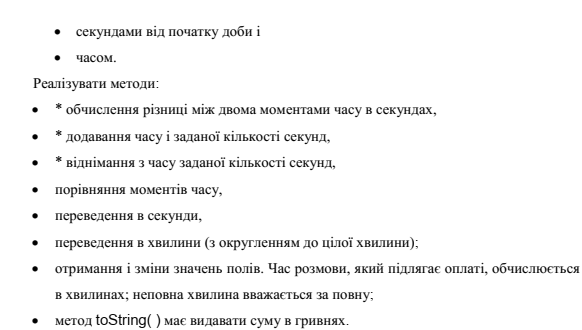 • секундами від початку доби і
• часом.
Реалізувати методи:
• * обчислення різниці між двома моментами часу в секундах,
• * додавання часу і заданої кількості секунд,
• * віднімання з часу заданої кількості секунд,
• порівняння моментів часу,
• переведення в секунди,
• переведення в хвилини (з округленням до цілої хвилини);
• отримання і зміни значень полів. Час розмови, який підлягає оплаті, обчислюється
в хвилинах; неповна хвилина вважається за повну;
• метод toString( ) має видавати суму в гривнях.